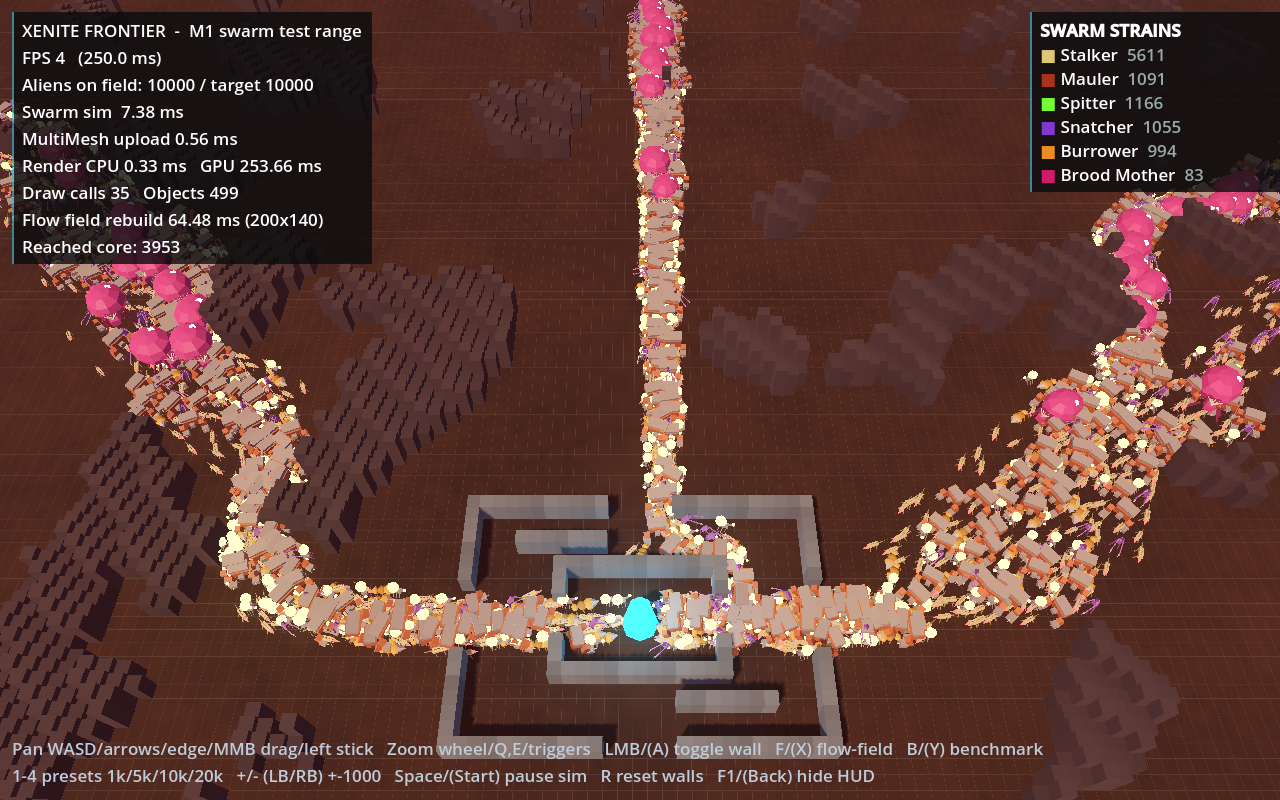 XENITE FRONTIER - M1 swarm test range
FPS 4 (250.0 ms)
Aliens on field: 10000 / target 10000
Swarm sim 7.38 ms
MultiMesh upload 0.56 ms
Render CPU 0.33 ms GPU 253.66 ms
Draw calls 35 Objects 499
Flow field rebuild 64.48 ms (200x140)
Reached core: 3953
SWARM STRAINS
Stalker 5611
Mauler 1091
Spitter 1166
Snatcher 1055
Burrower 994
Brood Mother 83
Pan WASD/arrows/edge/MMB drag/left stick Zoom wheel/Q,E/triggers LMB/(A) toggle wall F/(X) flow-field B/(Y) benchmark
1-4 presets 1k/5k/10k/20k +/- (LB/RB) +-1000 Space/(Start) pause sim R reset walls F1/(Back) hide HUD